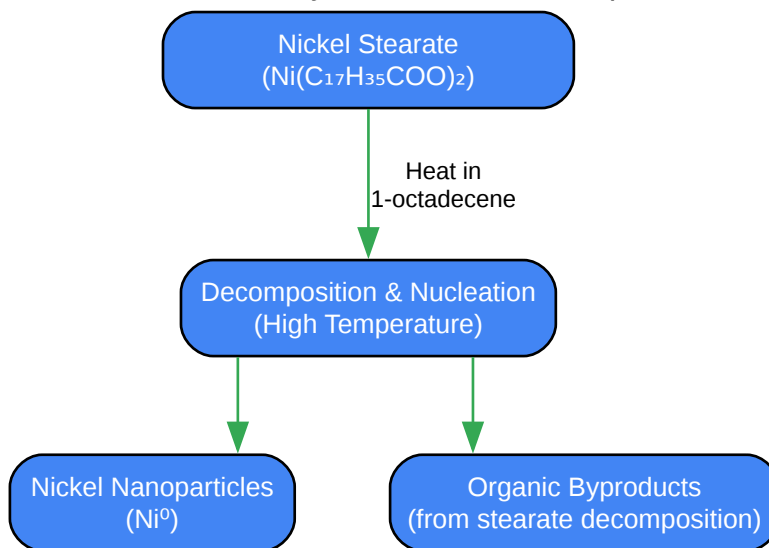 Nickel Stearate
(Ni(C₁₇H₃₅COO)₂)
Heat in
1-octadecene
Decomposition & Nucleation
(High Temperature)
Nickel Nanoparticles
(Ni⁰)
Organic Byproducts
(from stearate decomposition)